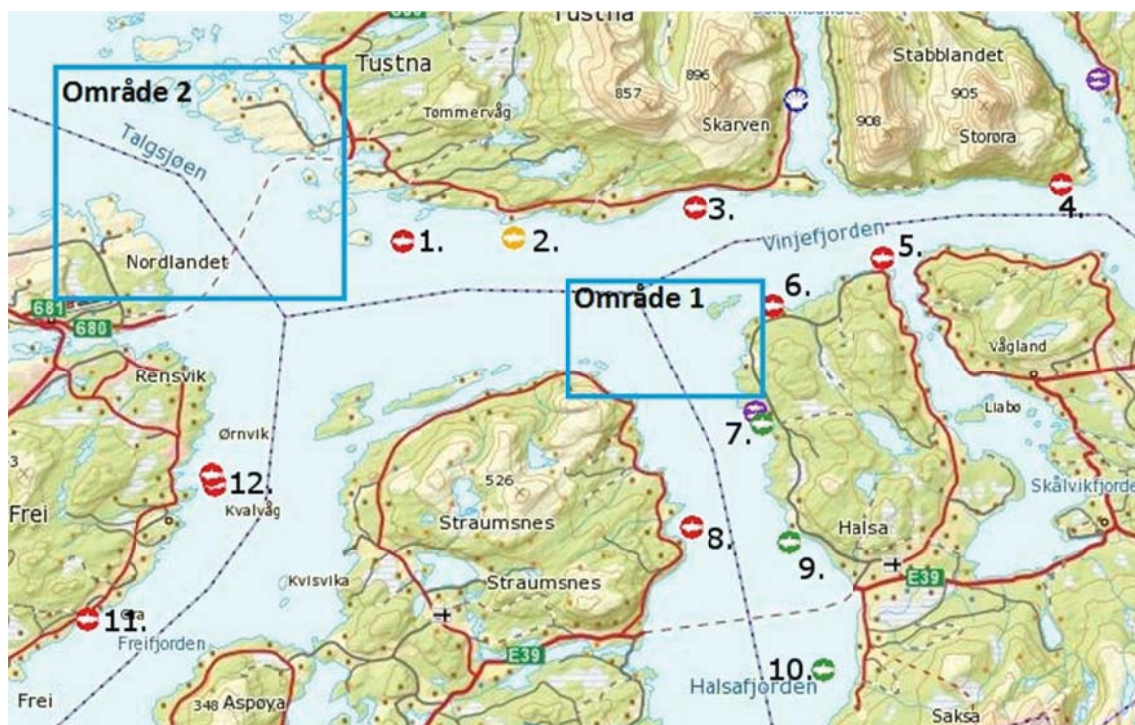 Tustna
Stabblandet
Område 2
Tustna
896
857
905
Talgsjøen
Tømmervåg
Skarven
908
Storøra
3.
4.
1.
2.
Vinjefjorden
5.
Nordlandet
6.
Område 1
681
680
Vågland
Rensvik
Liabø
7.
Ørnvik
526
12.
Skålvikfjorde
Kvalvåg
Frei
Straumsnes
8.
Halsa
9.
Kvisvika
Straumsnes
E39
11.
Freifjorden
E39
10.
Halsafjorden
Frei
348 Aspøya
Saksa